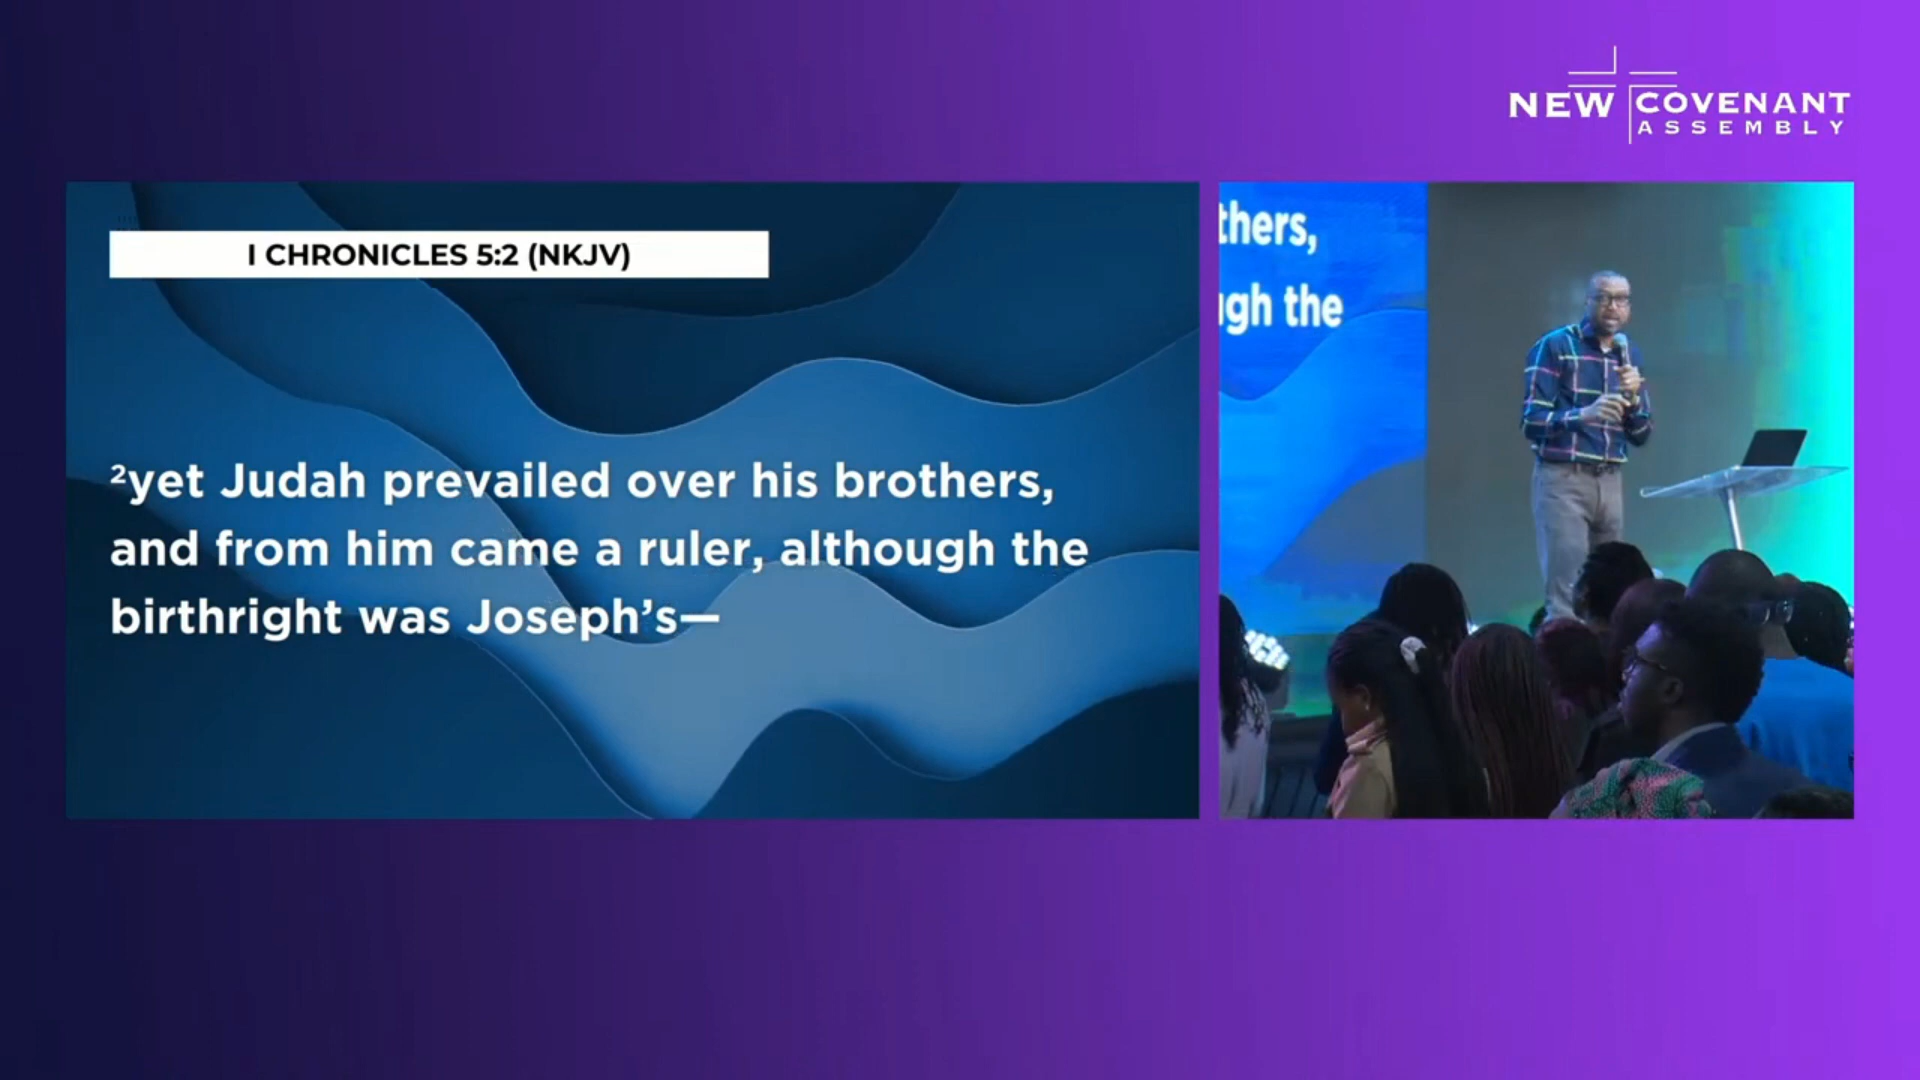 NEW COVENANT
ASSEMBLY
I CHRONICLES 5:2 (NKJV)
²yet Judah prevailed over his brothers,
and from him came a ruler, although the
birthright was Joseph’s—
thers,
gh the